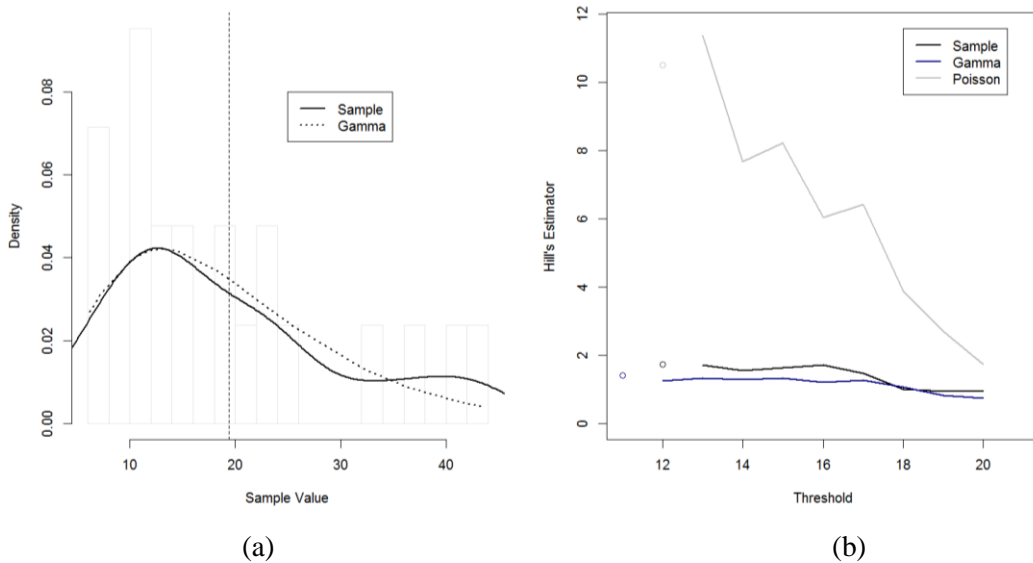 Sample
Gamma
Density
0.00
0.02
0.04
0.06
0.08
10
20
30
40
Sample Value
(a)
Sample
Gamma
Poisson
Hill's Estimator
0
2
4
6
8
10
12
12
14
16
18
20
Threshold
(b)